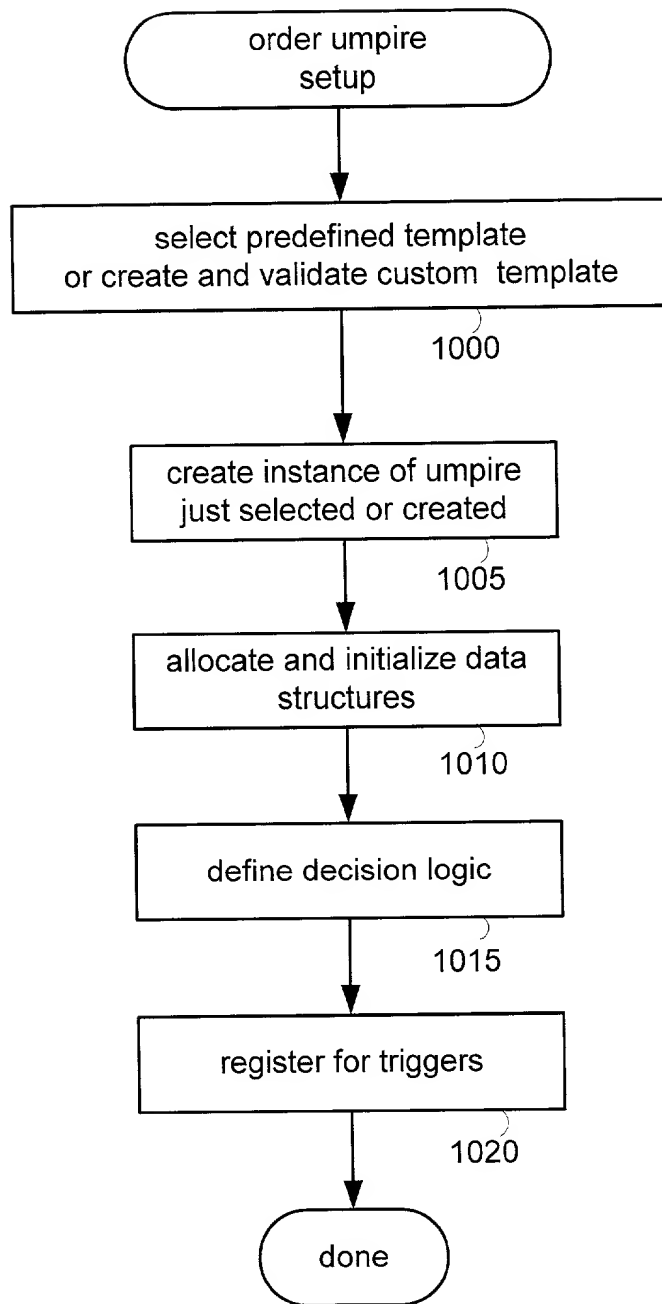 order umpire
setup
select predefined template
or create and validate custom template
1000
create instance of umpire
just selected or created
1005
allocate and initialize data
structures
1010
define decision logic
1015
register for triggers
1020
done